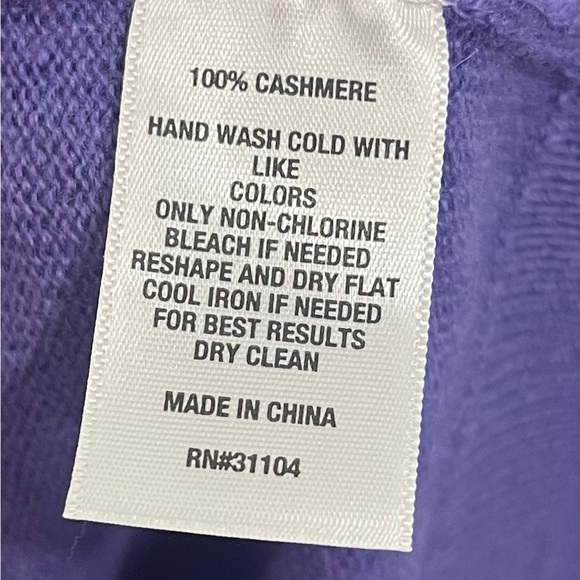 100% CASHMERE
HAND WASH COLD WITH
LIKE
COLORS
ONLY NON-CHLORINE
BLEACH IF NEEDED
RESHAPE AND DRY FLAT
COOL IRON IF NEEDED
FOR BEST RESULTS
DRY CLEAN
MADE IN CHINA
RN#31104